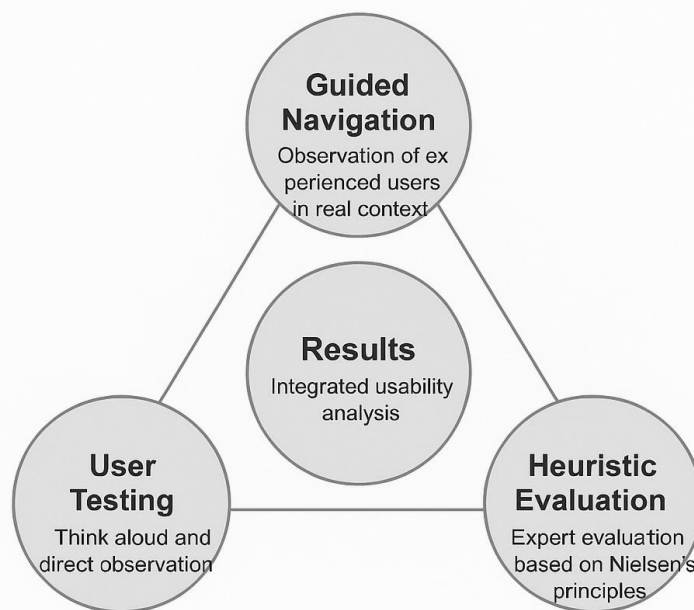 Guided
Navigation
Observation of ex
perienced users
in real context
Results
Integrated usability
analysis
User
Testing
Think aloud and
direct observation
Heuristic
Evaluation
Expert evaluation
based on Nielsen's
principles